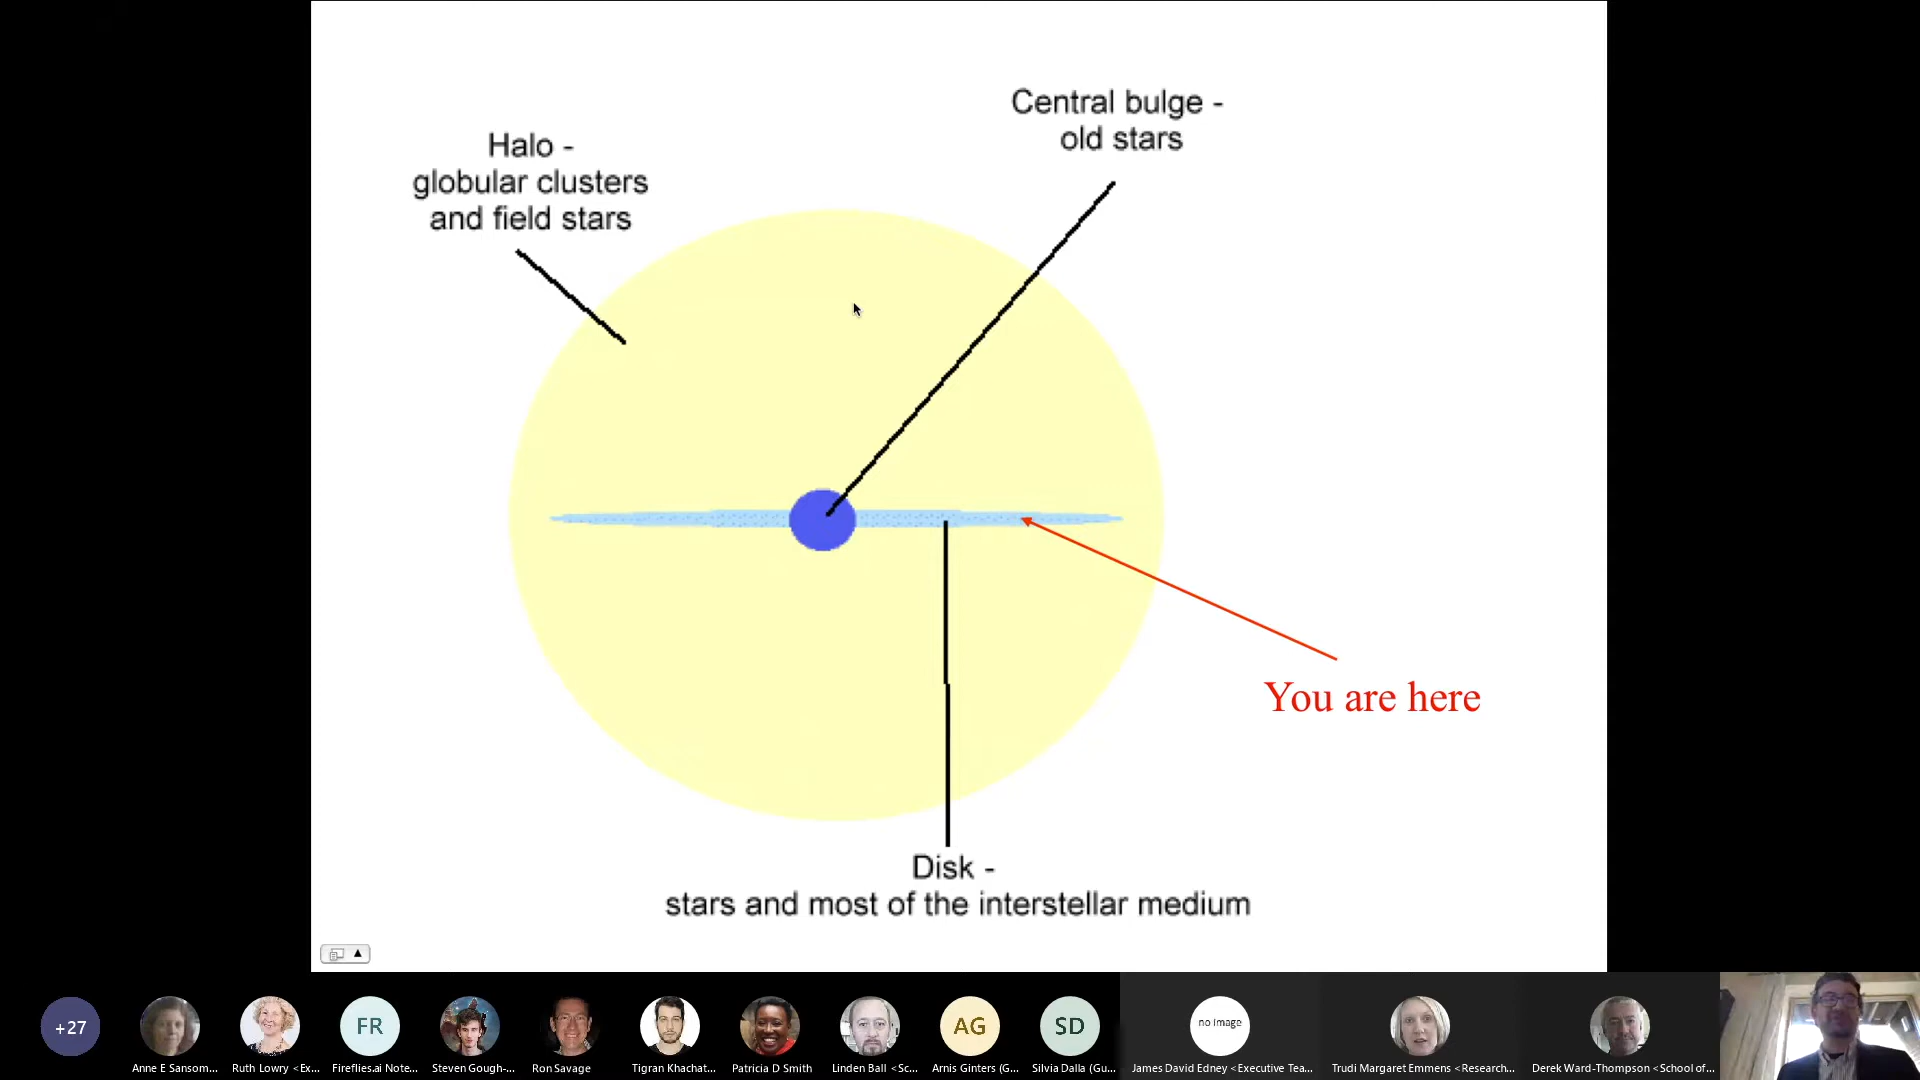 Central bulge -
old stars
Halo -
globular clusters
and field stars
You are here
Disk -
stars and most of the interstellar medium
+27
Anne E Sansom...
Ruth Lowry <Ex...
FR
Fireflies.ai Note...
Steven Gough-...
Ron Savage
Tigran Khachat...
Patricia D Smith
Linden Ball <Sc...
AG
Arnis Ginters (G...
SD
Silvia Dalla (Gu...
no image
James David Edney <Executive Tea...
Trudi Margaret Emmens <Research...
Derek Ward-Thompson <School of...